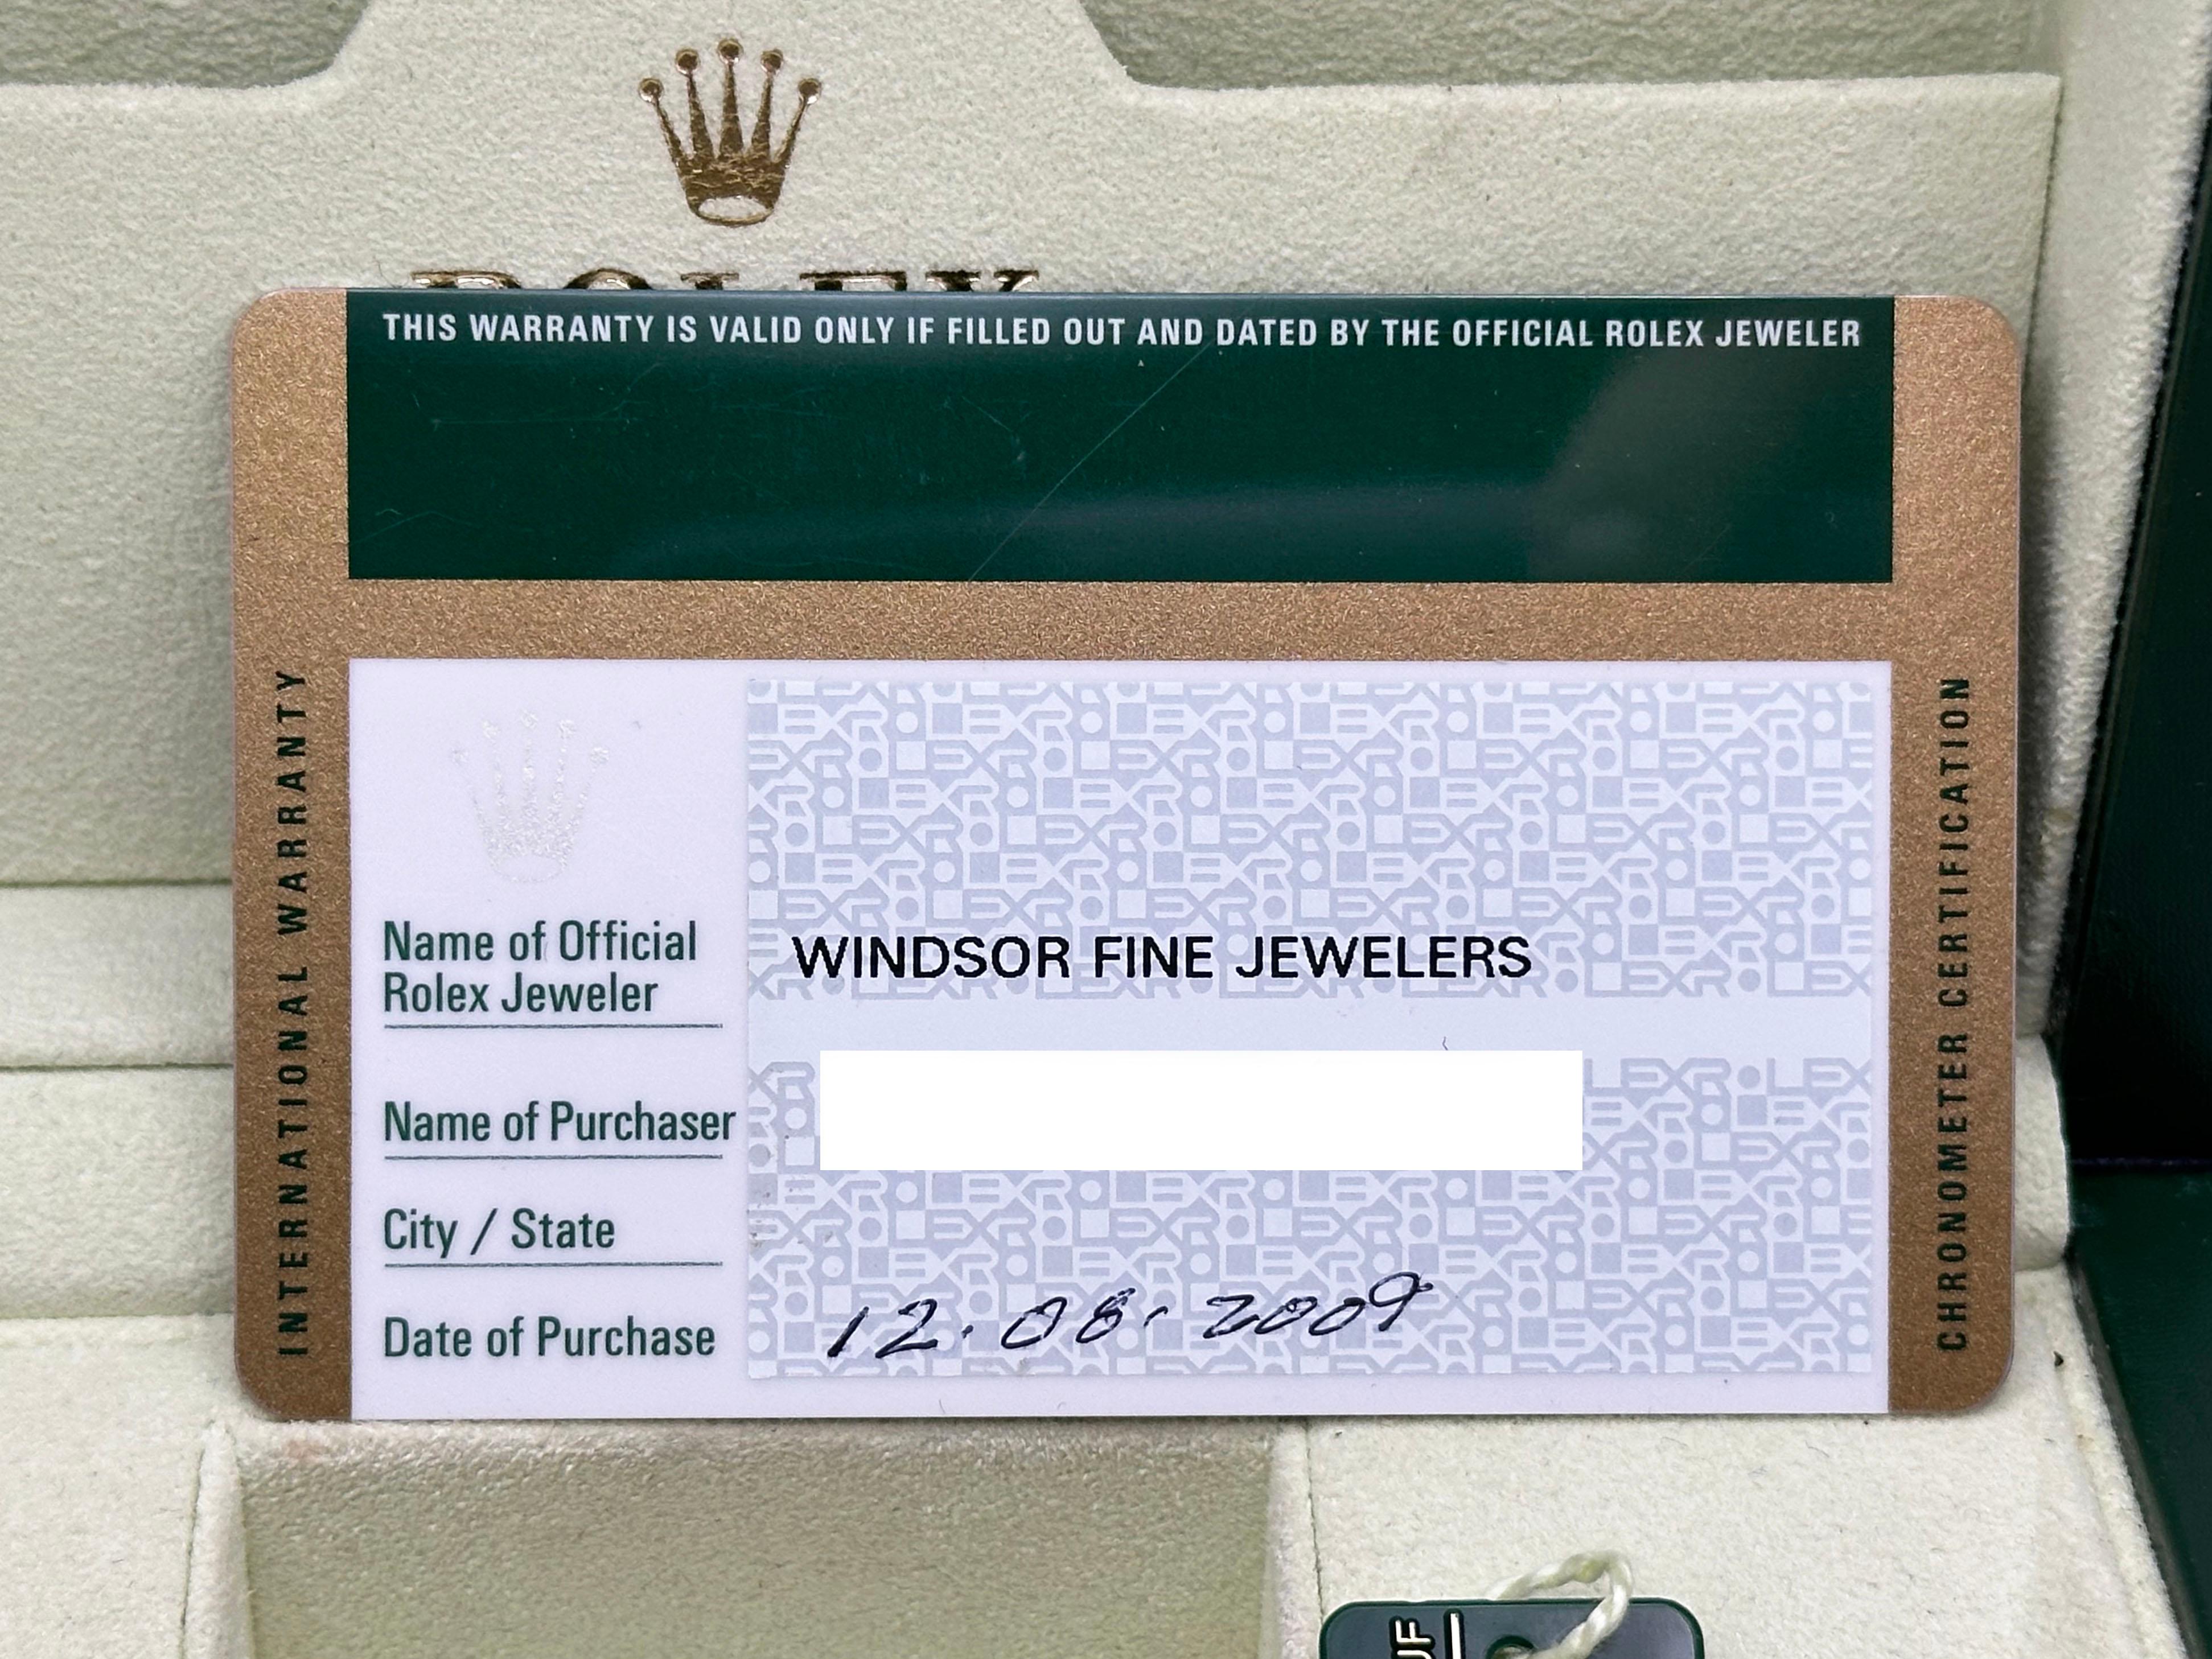 ROLEX
THIS WARRANTY IS VALID ONLY IF FILLED OUT AND DATED BY THE OFFICIAL ROLEX JEWELER
INTERNATIONAL WARRANTY
Name of Official
Rolex Jeweler
WINDSOR FINE JEWELERS
Name of Purchaser
City / State
Date of Purchase
12.08.2009
CHRONOMETER CERTIFICATION